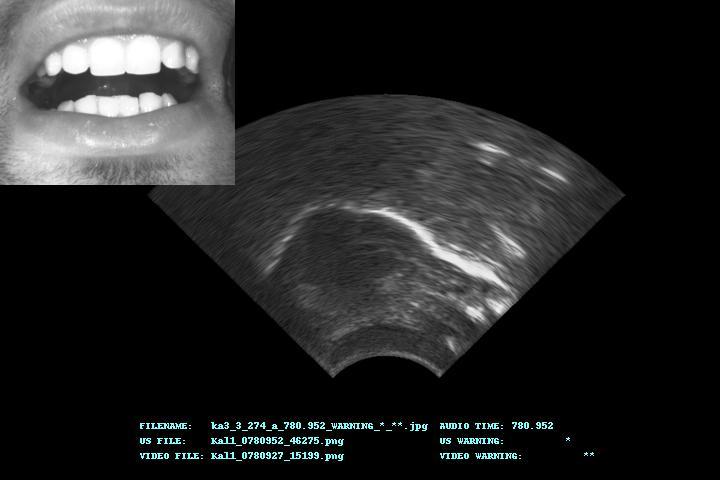 FILENAME: ka3_3_274_a_780.952_WARNING_*_**.jpg AUDIO TIME: 780.952
US FILE: Kal1_0780952_46275.png US WARNING: *
VIDEO FILE: Kal1_0780927_15199.png VIDEO WARNING: **